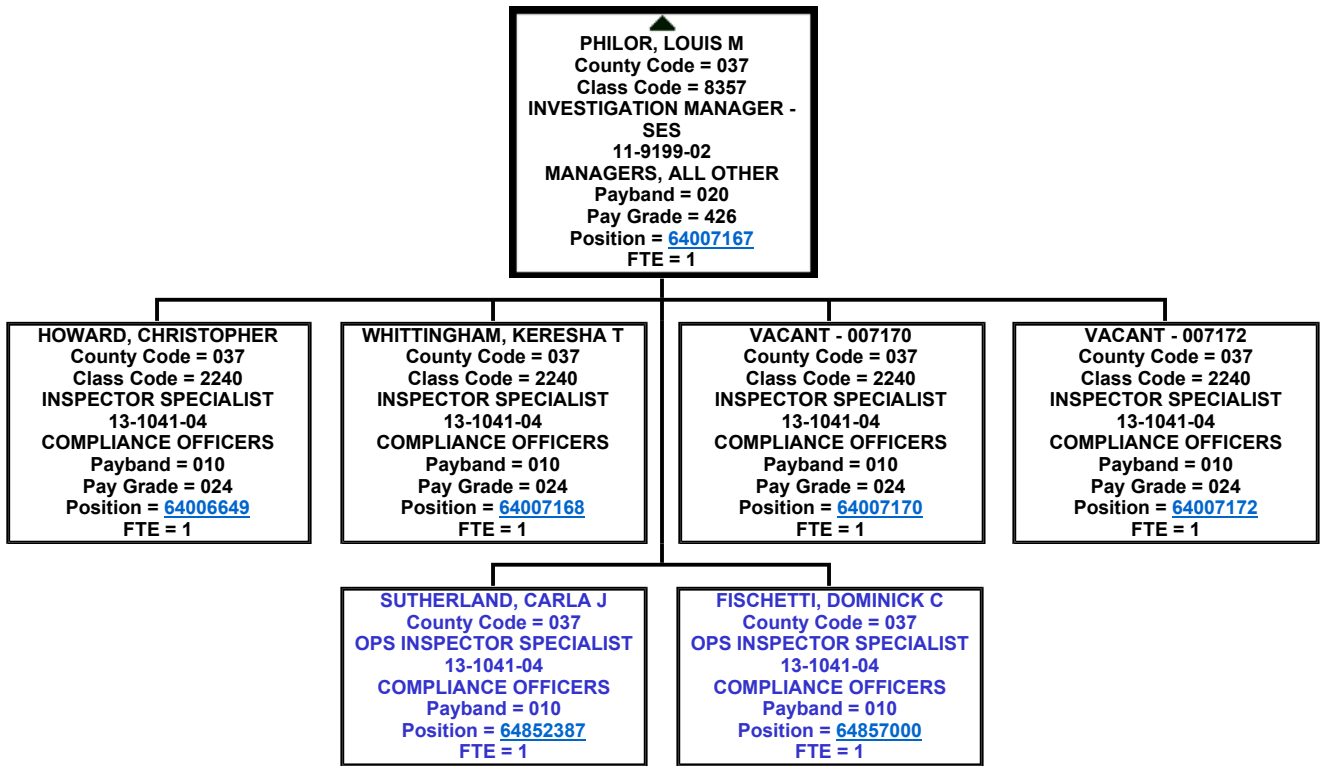 PHILOR, LOUIS M
County Code = 037
Class Code = 8357
INVESTIGATION MANAGER -
SES
11-9199-02
MANAGERS, ALL OTHER
Payband = 020
Pay Grade = 426
Position = 64007167
FTE = 1
HOWARD, CHRISTOPHER
County Code = 037
Class Code = 2240
INSPECTOR SPECIALIST
13-1041-04
COMPLIANCE OFFICERS
Payband = 010
Pay Grade = 024
Position = 64006649
FTE = 1
WHITTINGHAM, KERESHA T
County Code = 037
Class Code = 2240
INSPECTOR SPECIALIST
13-1041-04
COMPLIANCE OFFICERS
Payband = 010
Pay Grade = 024
Position = 64007168
FTE = 1
VACANT - 007170
County Code = 037
Class Code = 2240
INSPECTOR SPECIALIST
13-1041-04
COMPLIANCE OFFICERS
Payband = 010
Pay Grade = 024
Position = 64007170
FTE = 1
VACANT - 007172
County Code = 037
Class Code = 2240
INSPECTOR SPECIALIST
13-1041-04
COMPLIANCE OFFICERS
Payband = 010
Pay Grade = 024
Position = 64007172
FTE = 1
SUTHERLAND, CARLA J
County Code = 037
OPS INSPECTOR SPECIALIST
13-1041-04
COMPLIANCE OFFICERS
Payband = 010
Position = 64852387
FTE = 1
FISCHETTI, DOMINICK C
County Code = 037
OPS INSPECTOR SPECIALIST
13-1041-04
COMPLIANCE OFFICERS
Payband = 010
Position = 64857000
FTE = 1